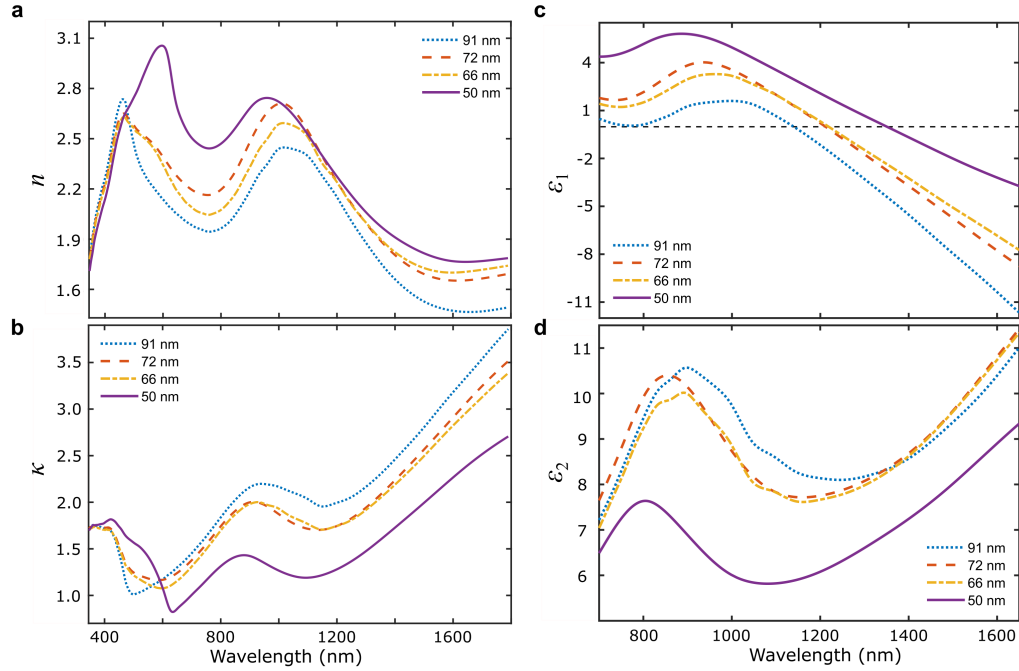 a
3.1
2.8
2.5
2.2
1.9
1.6
n
91 nm
72 nm
66 nm
50 nm
b
3.5
3.0
2.5
2.0
1.5
1.0
κ
91 nm
72 nm
66 nm
50 nm
400 800 1200 1600
Wavelength (nm)
c
4
1
-2
-5
-8
-11
ε1
91 nm
72 nm
66 nm
50 nm
d
11
10
9
8
7
6
ε2
91 nm
72 nm
66 nm
50 nm
800 1000 1200 1400 1600
Wavelength (nm)